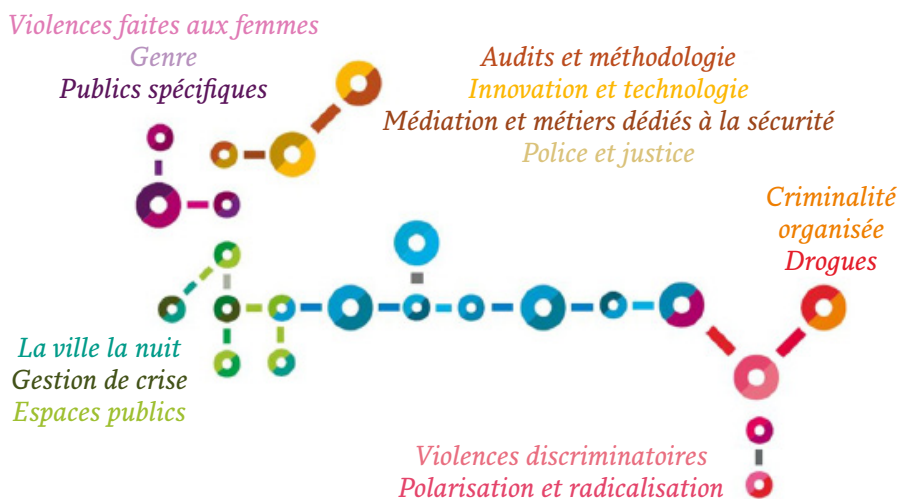 Violences faites aux femmes
Genre
Publics spécifiques
Audits et méthodologie
Innovation et technologie
Médiation et métiers dédiés à la sécurité
Police et justice
Criminalité
organisée
Drogues
La ville la nuit
Gestion de crise
Espaces publics
Violences discriminatoires
Polarisation et radicalisation